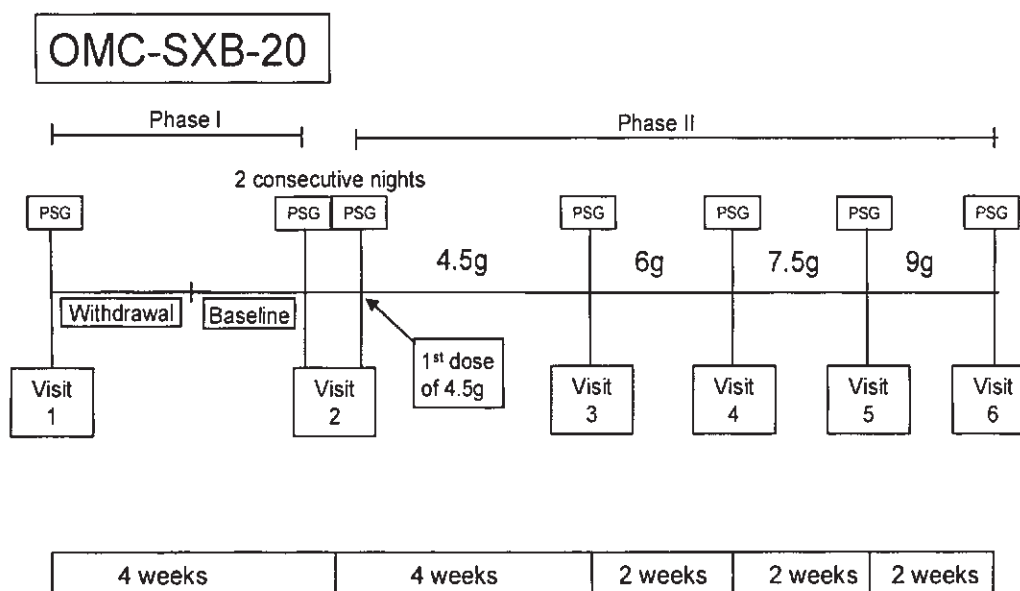 OMC-SXB-20
Phase I
Phase II
2 consecutive nights
PSG
PSG
PSG
PSG
PSG
PSG
PSG
4.5g
6g
7.5g
9g
Withdrawal
Baseline
1st dose
of 4.5g
Visit
1
Visit
2
Visit
3
Visit
4
Visit
5
Visit
6
4 weeks
4 weeks
2 weeks
2 weeks
2 weeks